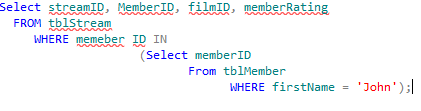 Select streamID, MemberID, filmID, memberRating
FROM tblStream
WHERE memeber ID IN
(Select memberID
From tblMember
WHERE firstName = 'John');